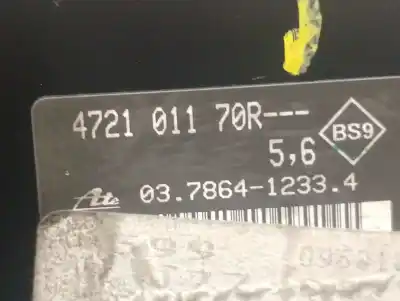 4721 011 70R---
BS9
5,6
Ate 03.7864-1233.4